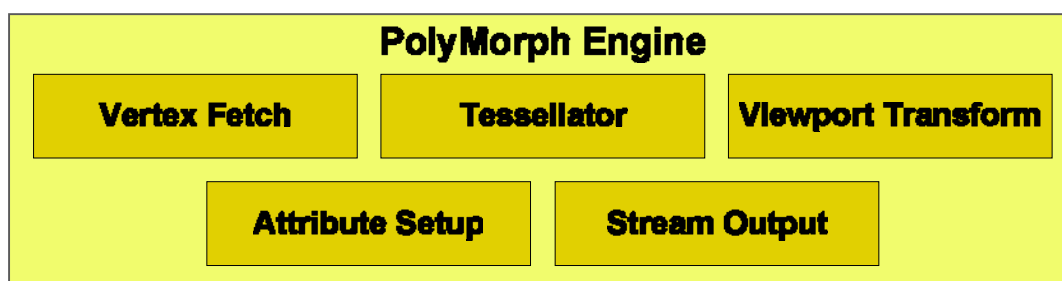 PolyMorph Engine
Vertex Fetch
Tessellator
Viewport Transform
Attribute Setup
Stream Output